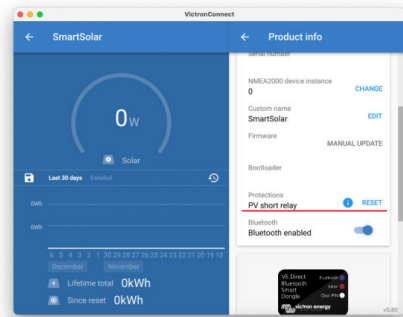 VictronConnect
SmartSolar
Product info
Serial number
NMEA2000 device instance
0
CHANGE
Custom name
SmartSolar
EDIT
Firmware
MANUAL UPDATE
Bootloader
Protections
PV short relay
RESET
Bluetooth
Bluetooth enabled
0W
Solar
Last 30 days Detailed
0Wh
0Wh
6 5 4 3 2 1 30 29 28 27 26 25 24 23 22 21 20 19 18
December November
Lifetime total 0kWh
Since reset 0kWh
VE.Direct
Bluetooth
Smart
Dongle
Bluetooth
Error
Clear PIN
victron energy
v5.80